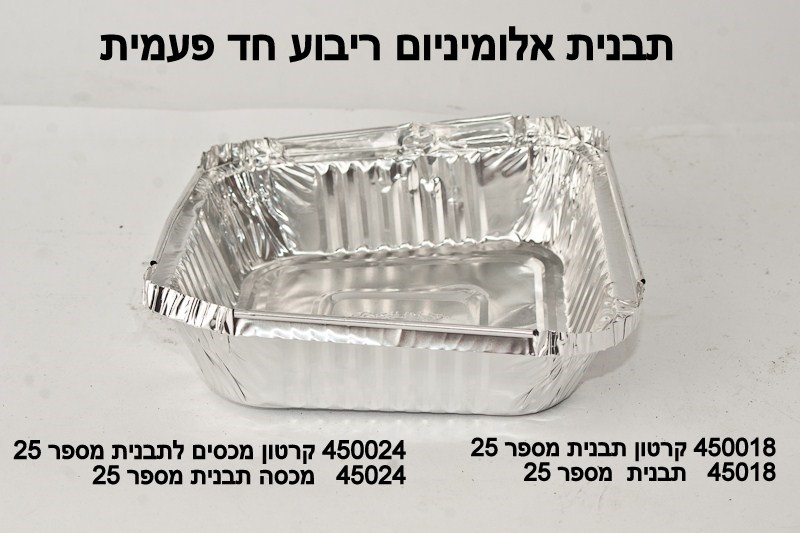 תבנית אלומיניום ריבוע חד פעמית
450018 קרטון תבנית מספר 25
45018 תבנית מספר 25
450024 קרטון מכסים לתבנית מספר 25
45024 מכסה תבנית מספר 25